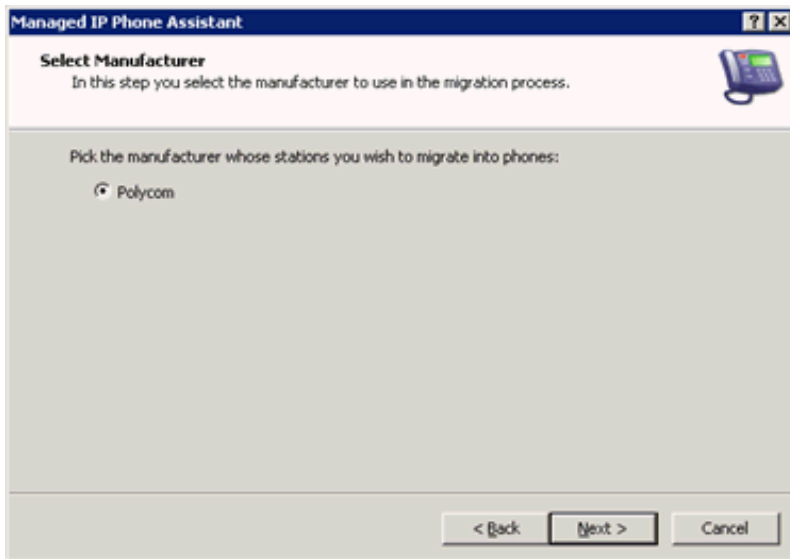 Managed IP Phone Assistant
Select Manufacturer
In this step you select the manufacturer to use in the migration process.
Pick the manufacturer whose stations you wish to migrate into phones:
Polycom
< Back Next > Cancel